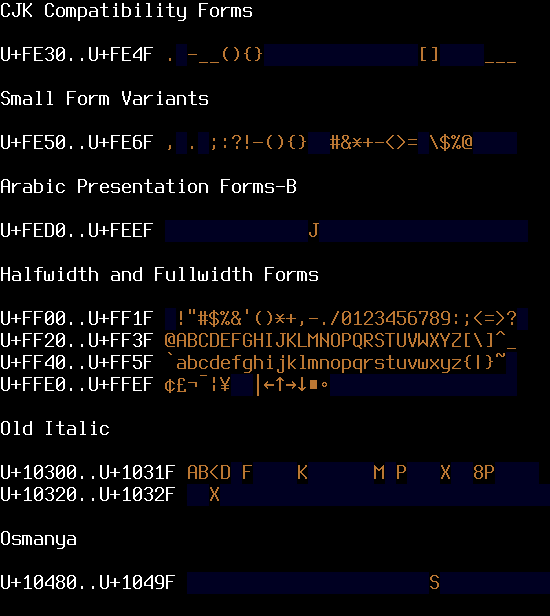 CJK Compatibility Forms
U+FE30..U+FE4F . -__(){} [] ___
Small Form Variants
U+FE50..U+FE6F , . ;:?!-(){} #&*+-<>= \$%@
Arabic Presentation Forms-B
U+FED0..U+FEEF J
Halfwidth and Fullwidth Forms
U+FF00..U+FF1F !"#$%&'()*+,-./0123456789:;<=>?
U+FF20..U+FF3F @ABCDEFGHIJKLMNOPQRSTUVWXYZ[\]^_
U+FF40..U+FF5F `abcdefghijklmnopqrstuvwxyz{|}~
U+FFE0..U+FFEF ¢£¬¯¦¥ │←↑→↓■∘
Old Italic
U+10300..U+1031F AB<D F K M P X 8P
U+10320..U+1032F X
Osmanya
U+10480..U+1049F S